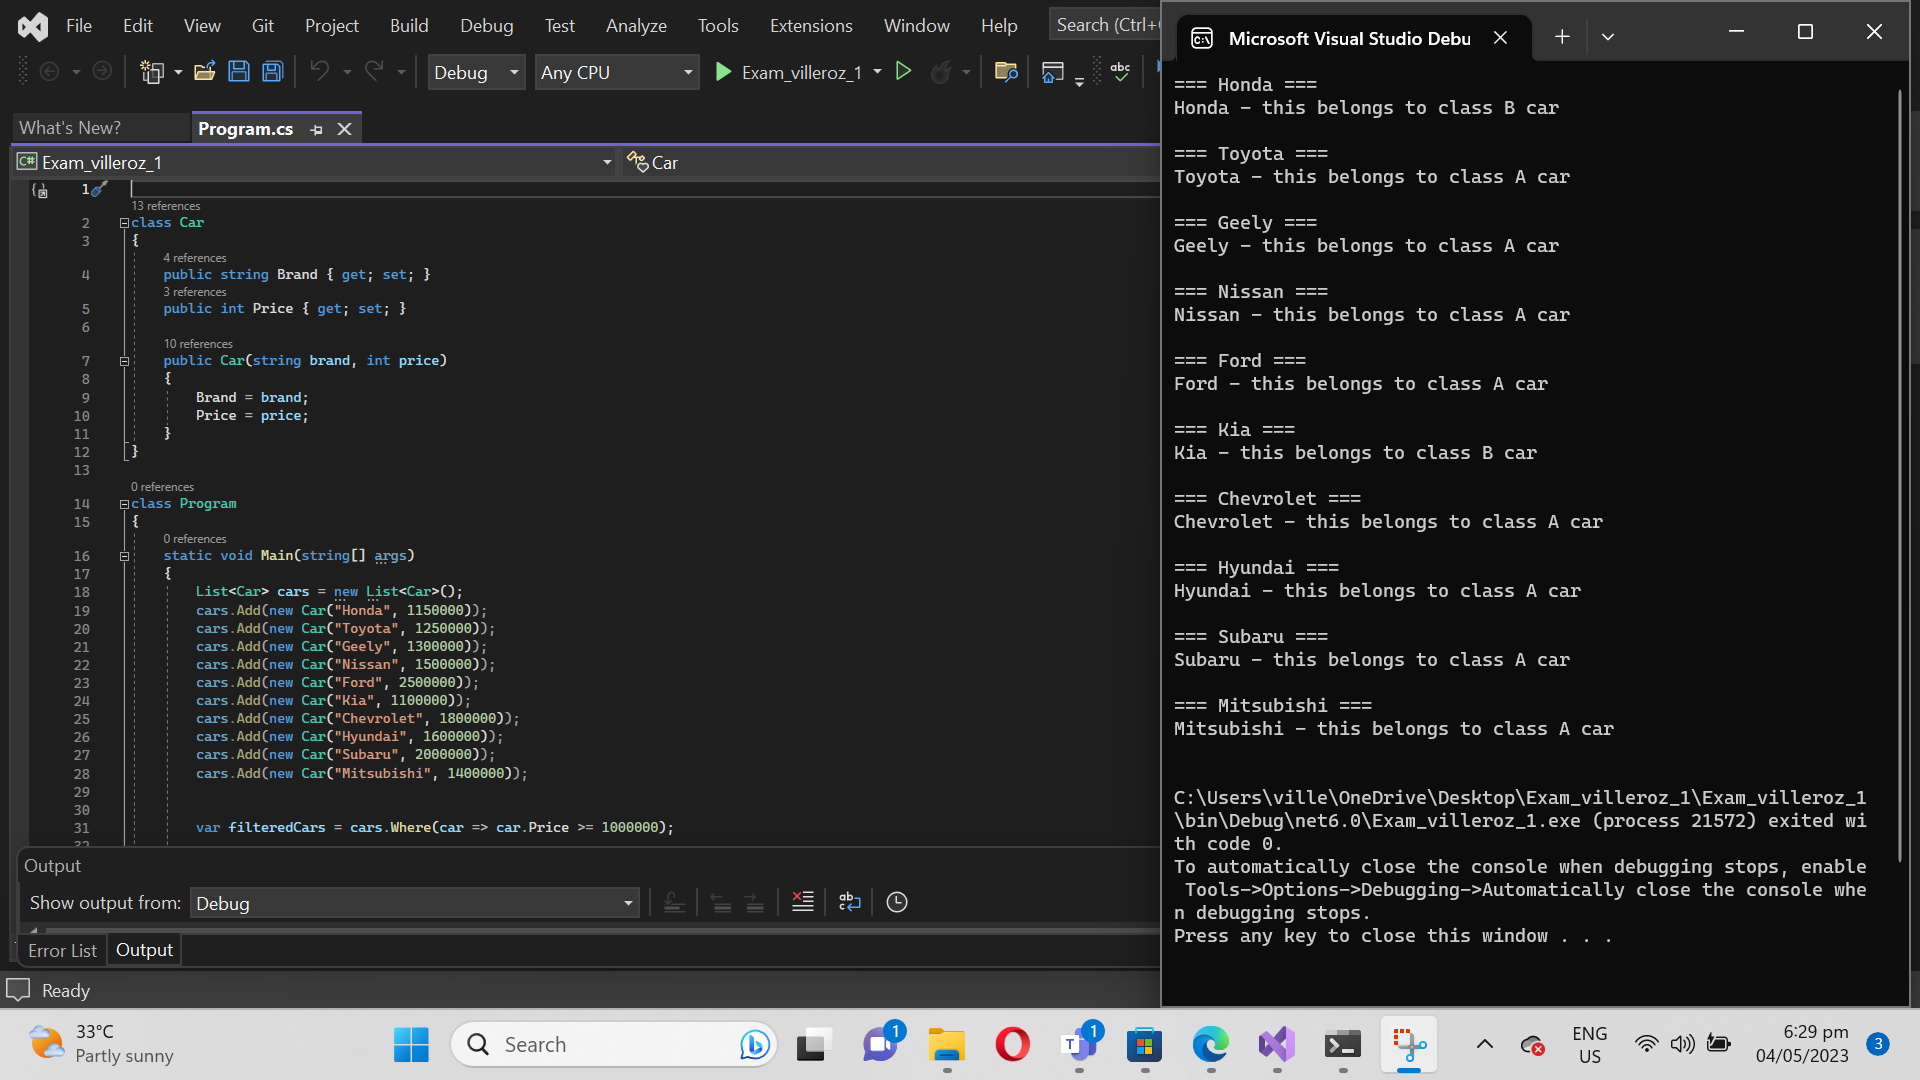 File Edit View Git Project Build Debug Test Analyze Tools Extensions Window Help Search (Ctrl+
Debug Any CPU Exam_villeroz_1
What's New? Program.cs
Exam_villeroz_1 Car
1
13 references
2 class Car
3 {
4 references
4 public string Brand { get; set; }
3 references
5 public int Price { get; set; }
6
10 references
7 public Car(string brand, int price)
8 {
9 Brand = brand;
10 Price = price;
11 }
12 }
13
0 references
14 class Program
15 {
0 references
16 static void Main(string[] args)
17 {
18 List<Car> cars = new List<Car>();
19 cars.Add(new Car("Honda", 1150000));
20 cars.Add(new Car("Toyota", 1250000));
21 cars.Add(new Car("Geely", 1300000));
22 cars.Add(new Car("Nissan", 1500000));
23 cars.Add(new Car("Ford", 2500000));
24 cars.Add(new Car("Kia", 1100000));
25 cars.Add(new Car("Chevrolet", 1800000));
26 cars.Add(new Car("Hyundai", 1600000));
27 cars.Add(new Car("Subaru", 2000000));
28 cars.Add(new Car("Mitsubishi", 1400000));
29
30
31 var filteredCars = cars.Where(car => car.Price >= 1000000);
32
Output
Show output from: Debug
Error List Output
Ready
Microsoft Visual Studio Debu
=== Honda ===
Honda - this belongs to class B car
=== Toyota ===
Toyota - this belongs to class A car
=== Geely ===
Geely - this belongs to class A car
=== Nissan ===
Nissan - this belongs to class A car
=== Ford ===
Ford - this belongs to class A car
=== Kia ===
Kia - this belongs to class B car
=== Chevrolet ===
Chevrolet - this belongs to class A car
=== Hyundai ===
Hyundai - this belongs to class A car
=== Subaru ===
Subaru - this belongs to class A car
=== Mitsubishi ===
Mitsubishi - this belongs to class A car
C:\Users\ville\OneDrive\Desktop\Exam_villeroz_1\Exam_villeroz_1
\bin\Debug\net6.0\Exam_villeroz_1.exe (process 21572) exited wi
th code 0.
To automatically close the console when debugging stops, enable
Tools->Options->Debugging->Automatically close the console whe
n debugging stops.
Press any key to close this window . . .
33°C
Partly sunny
Search
1
1
ENG
US
6:29 pm
04/05/2023
3